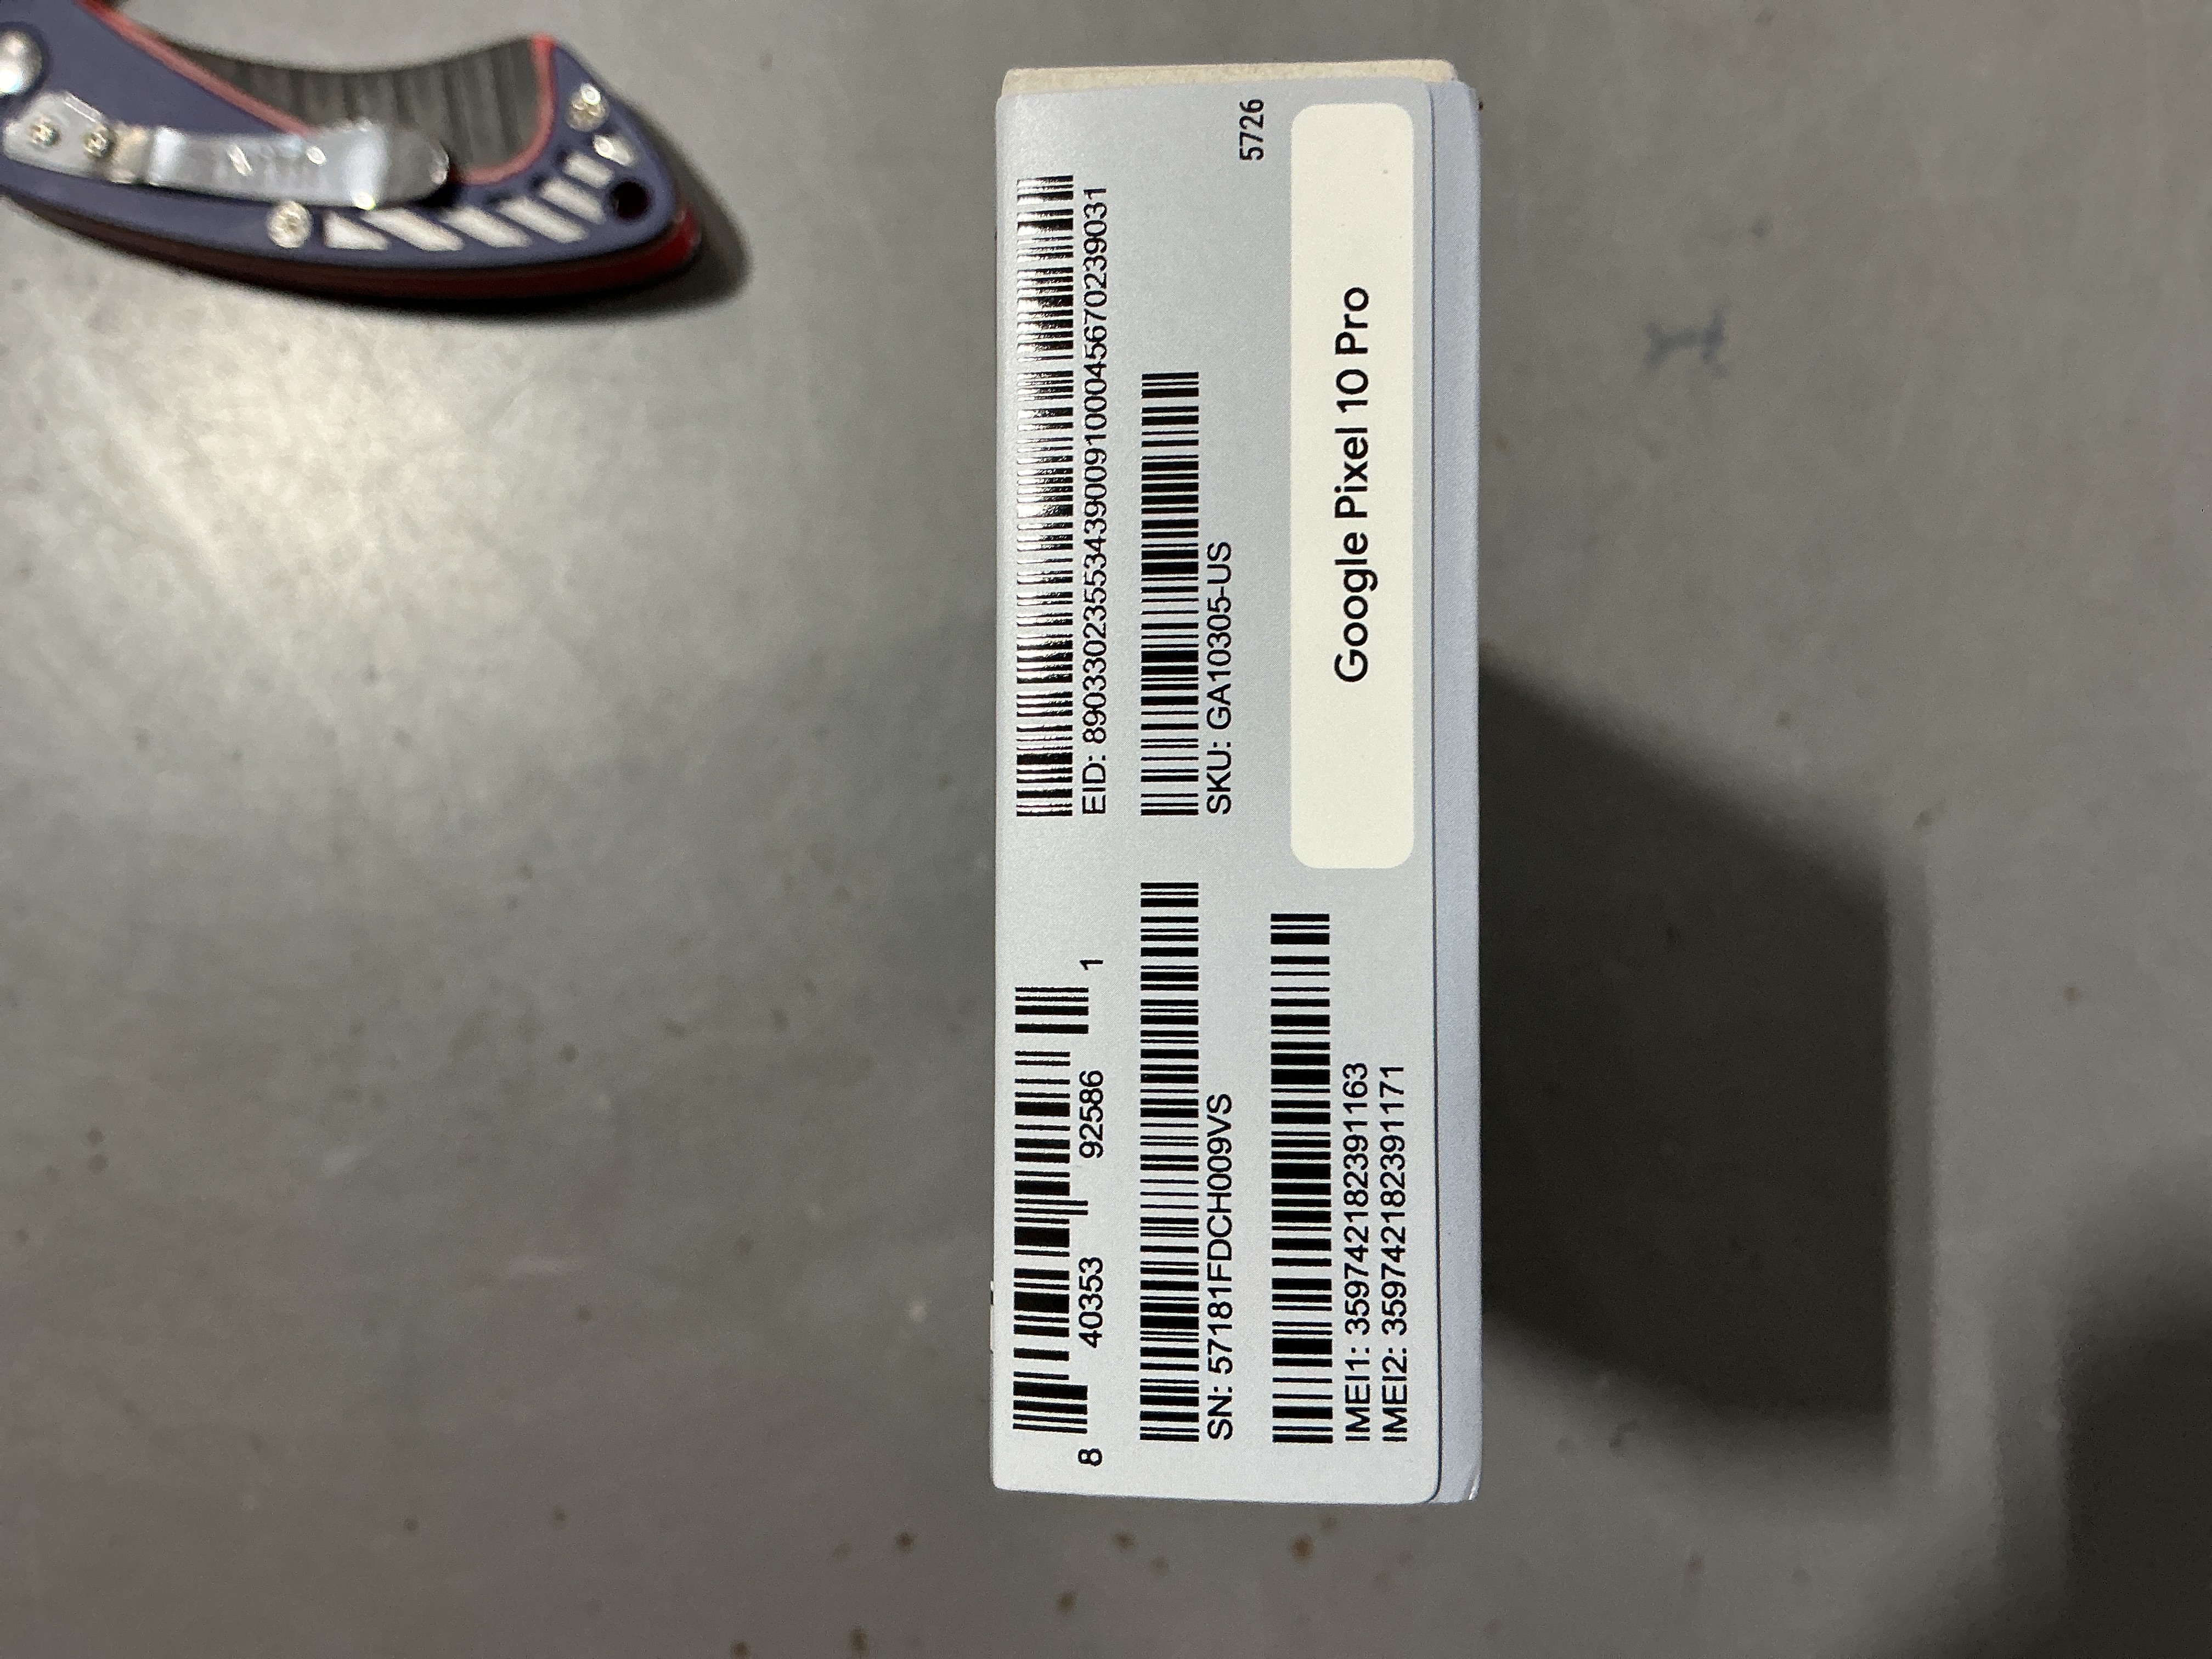 8 40353 92586 1
EID: 89033023553439009100045670239031
SN: 57181FDCH009VS
SKU: GA10305-US
5726
IMEI1: 359742182391163
IMEI2: 359742182391171
Google Pixel 10 Pro